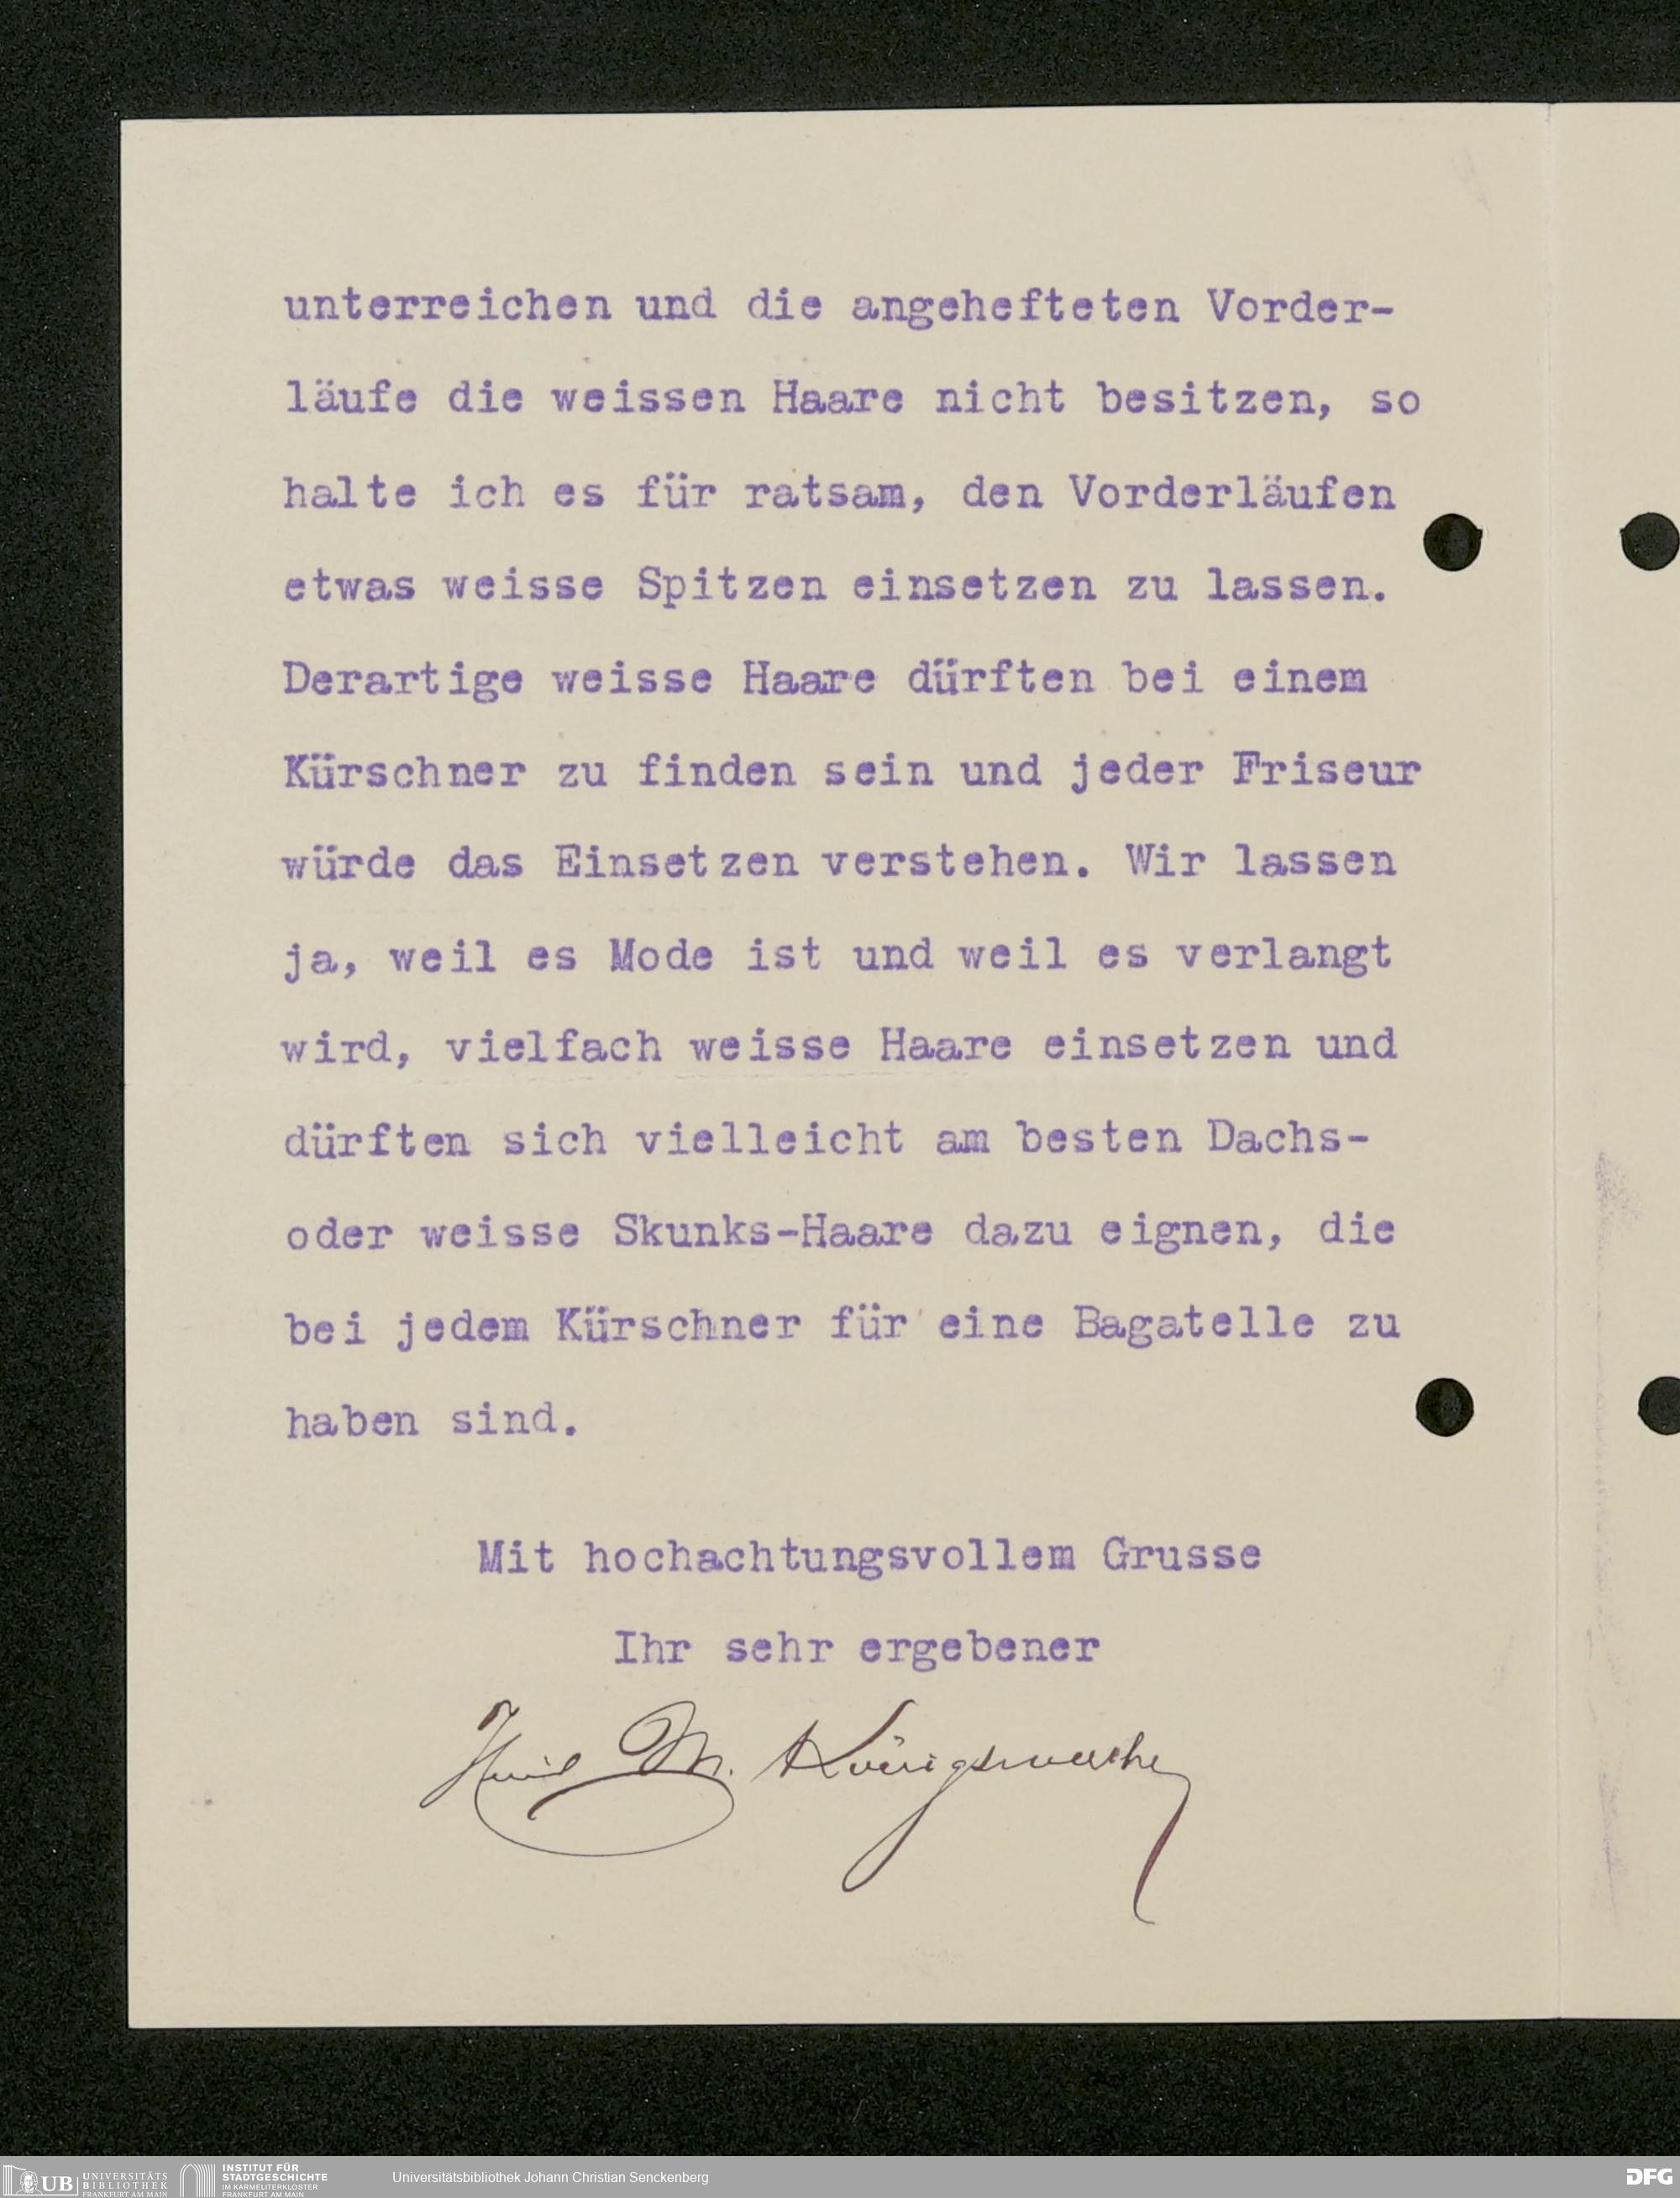 unterreichen und die angehefteten Vorder-
läufe die weissen Haare nicht besitzen, so
halte ich es für ratsam, den Vorderläufen
etwas weisse Spitzen einsetzen zu lassen.
Derartige weisse Haare dürften bei einem
Kürschner zu finden sein und jeder Friseur
würde das Einsetzen verstehen. Wir lassen
ja, weil es Mode ist und weil es verlangt
wird, vielfach weisse Haare einsetzen und
dürften sich vielleicht am besten Dachs-
oder weisse Skunks-Haare dazu eignen, die
bei jedem Kürschner für eine Bagatelle zu
haben sind.
Mit hochachtungsvollem Grusse
Ihr sehr ergebener
M. Königswerther
UB UNIVERSITÄTS BIBLIOTHEK FRANKFURT AM MAIN
INSTITUT FÜR STADTGESCHICHTE IM KARMELITERKLOSTER FRANKFURT AM MAIN
Universitätsbibliothek Johann Christian Senckenberg
DFG